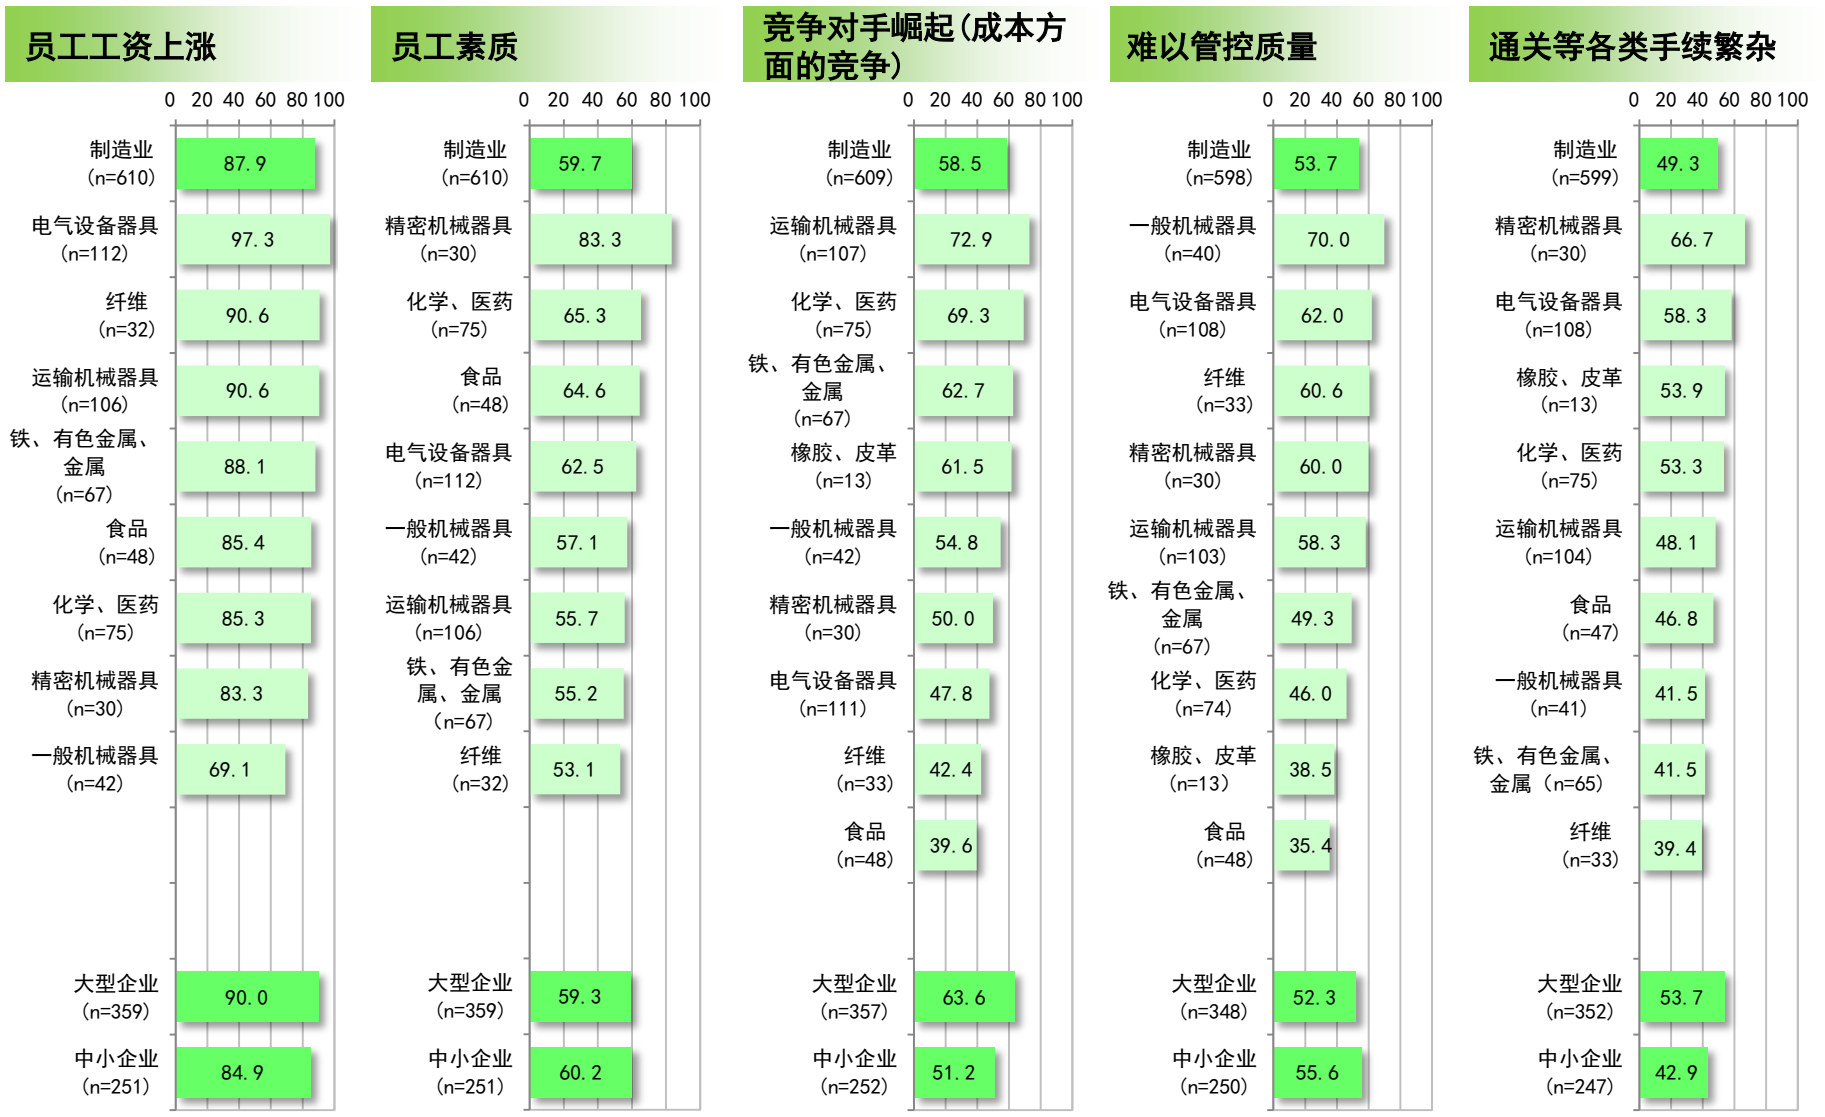 员工工资上涨
0 20 40 60 80 100
制造业
(n=610)
87.9
电气设备器具
(n=112)
97.3
纤维
(n=32)
90.6
运输机械器具
(n=106)
90.6
铁、有色金属、
金属
(n=67)
88.1
食品
(n=48)
85.4
化学、医药
(n=75)
85.3
精密机械器具
(n=30)
83.3
一般机械器具
(n=42)
69.1
大型企业
(n=359)
90.0
中小企业
(n=251)
84.9
员工素质
0 20 40 60 80 100
制造业
(n=610)
59.7
精密机械器具
(n=30)
83.3
化学、医药
(n=75)
65.3
食品
(n=48)
64.6
电气设备器具
(n=112)
62.5
一般机械器具
(n=42)
57.1
运输机械器具
(n=106)
55.7
铁、有色金
属、金属
(n=67)
55.2
纤维
(n=32)
53.1
大型企业
(n=359)
59.3
中小企业
(n=251)
60.2
竞争对手崛起(成本方
面的竞争)
0 20 40 60 80 100
制造业
(n=609)
58.5
运输机械器具
(n=107)
72.9
化学、医药
(n=75)
69.3
铁、有色金属、
金属
(n=67)
62.7
橡胶、皮革
(n=13)
61.5
一般机械器具
(n=42)
54.8
精密机械器具
(n=30)
50.0
电气设备器具
(n=111)
47.8
纤维
(n=33)
42.4
食品
(n=48)
39.6
大型企业
(n=357)
63.6
中小企业
(n=252)
51.2
难以管控质量
0 20 40 60 80 100
制造业
(n=598)
53.7
一般机械器具
(n=40)
70.0
电气设备器具
(n=108)
62.0
纤维
(n=33)
60.6
精密机械器具
(n=30)
60.0
运输机械器具
(n=103)
58.3
铁、有色金属、
金属
(n=67)
49.3
化学、医药
(n=74)
46.0
橡胶、皮革
(n=13)
38.5
食品
(n=48)
35.4
大型企业
(n=348)
52.3
中小企业
(n=250)
55.6
通关等各类手续繁杂
0 20 40 60 80 100
制造业
(n=599)
49.3
精密机械器具
(n=30)
66.7
电气设备器具
(n=108)
58.3
橡胶、皮革
(n=13)
53.9
化学、医药
(n=75)
53.3
运输机械器具
(n=104)
48.1
食品
(n=47)
46.8
一般机械器具
(n=41)
41.5
铁、有色金属、
金属(n=65)
41.5
纤维
(n=33)
39.4
大型企业
(n=352)
53.7
中小企业
(n=247)
42.9